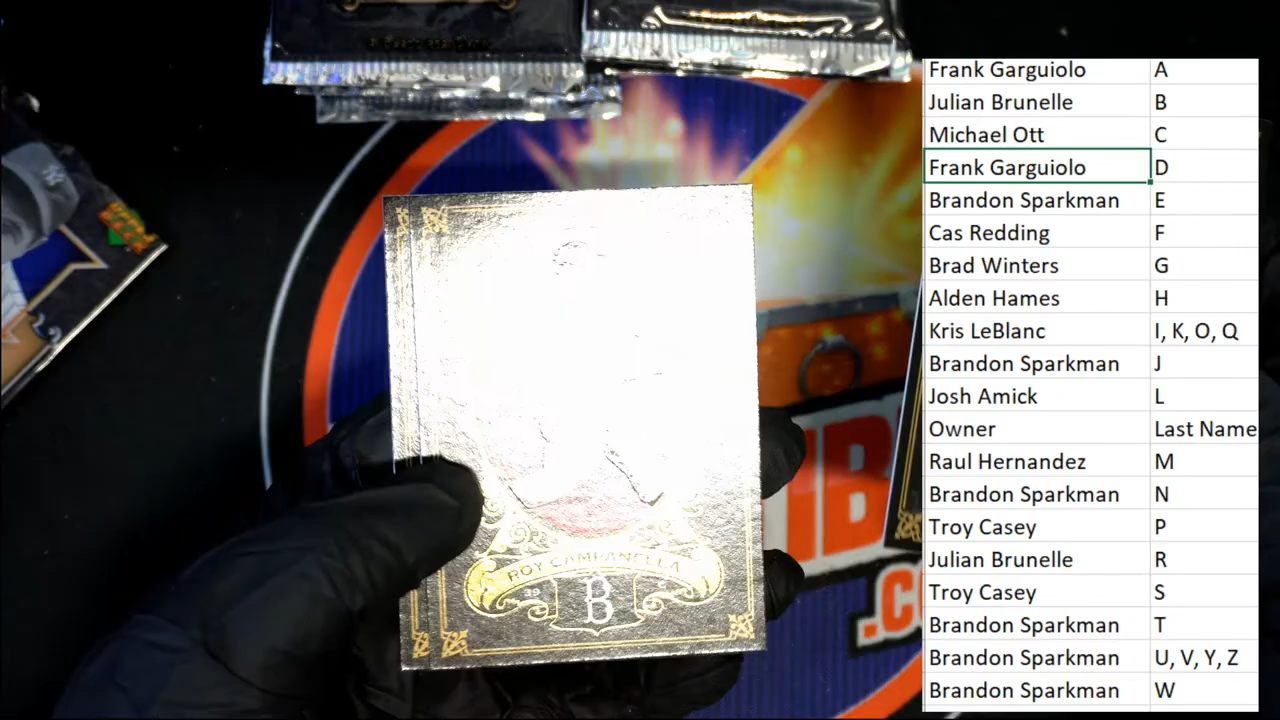 Frank Garguiolo A
Julian Brunelle B
Michael Ott C
Frank Garguiolo D
Brandon Sparkman E
Cas Redding F
Brad Winters G
Alden Hames H
Kris LeBlanc I, K, O, Q
Brandon Sparkman J
Josh Amick L
Owner Last Name
Raul Hernandez M
Brandon Sparkman N
Troy Casey P
Julian Brunelle R
Troy Casey S
Brandon Sparkman T
Brandon Sparkman U, V, Y, Z
Brandon Sparkman W
ROY CAMPANELLA
39
B
IB
.C